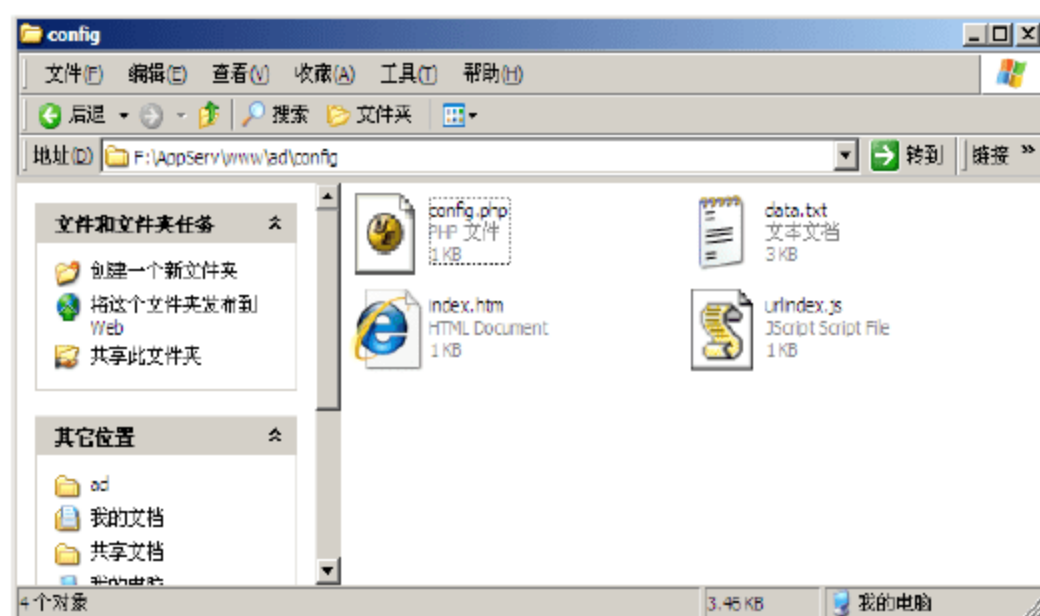 config
文件(F) 编辑(E) 查看(V) 收藏(A) 工具(T) 帮助(H)
后退 搜索 文件夹
地址(D) F:\AppServ\www\ad\config 转到 链接 »
文件和文件夹任务
创建一个新文件夹
将这个文件夹发布到
Web
共享此文件夹
其它位置
ad
我的文档
共享文档
我的电脑
config.php
PHP 文件
1 KB
data.txt
文本文档
3 KB
index.htm
HTML Document
1 KB
urlindex.js
JScript Script File
1 KB
4 个对象 3.46 KB 我的电脑